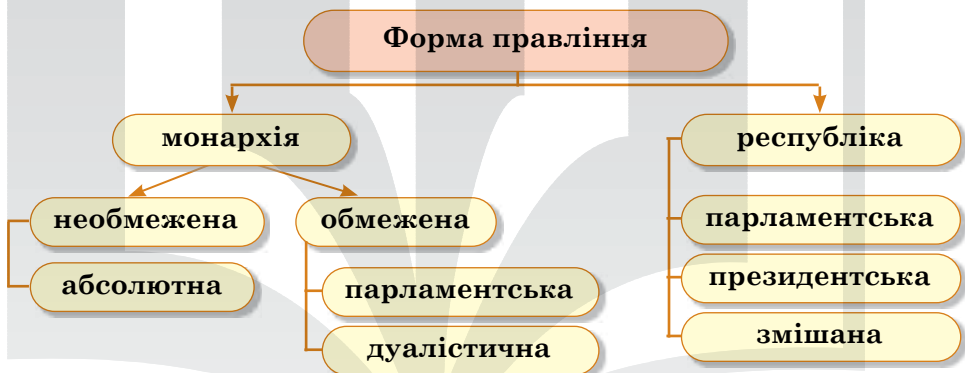 Форма правління
монархія
республіка
необмежена
обмежена
парламентська
абсолютна
парламентська
президентська
дуалістична
змішана